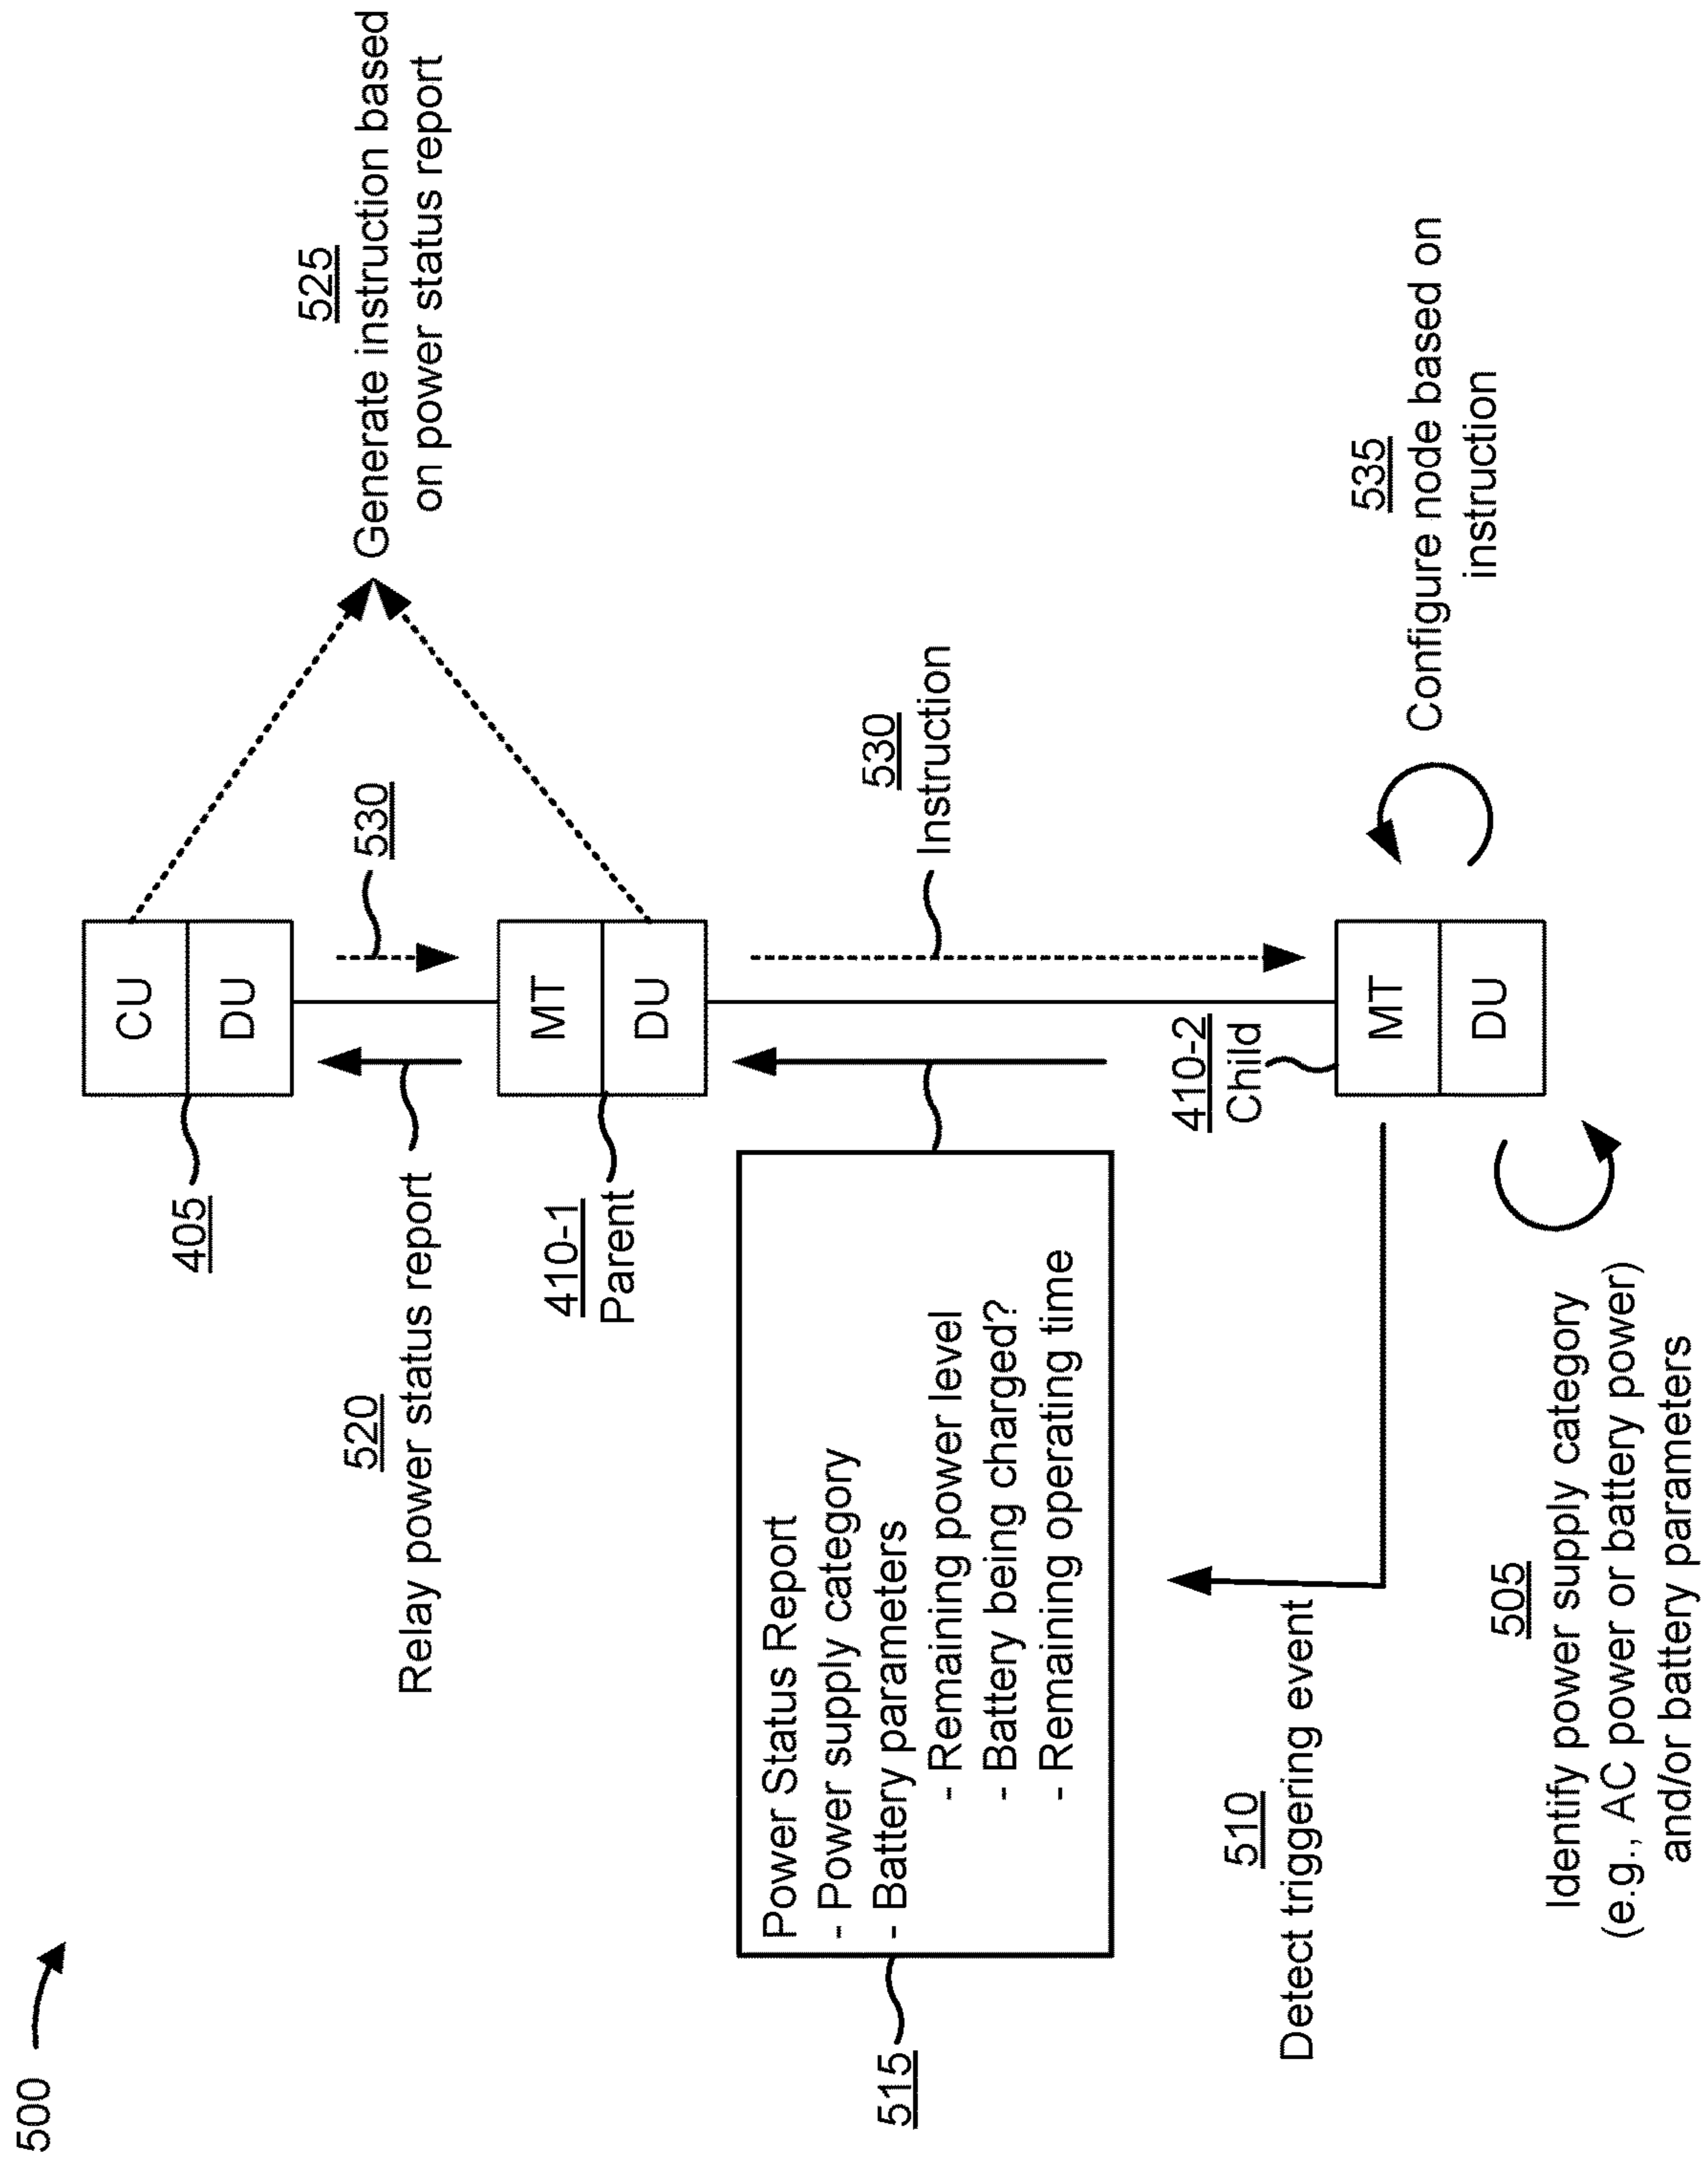 500
CU
DU
405
520
Relay power status report
530
525
Generate instruction based
on power status report
410-1
Parent
MT
DU
515
Power Status Report
- Power supply category
- Battery parameters
- Remaining power level
- Battery being charged?
- Remaining operating time
530
Instruction
410-2
Child
MT
DU
510
Detect triggering event
505
Identify power supply category
(e.g., AC power or battery power)
and/or battery parameters
535
Configure node based on
instruction